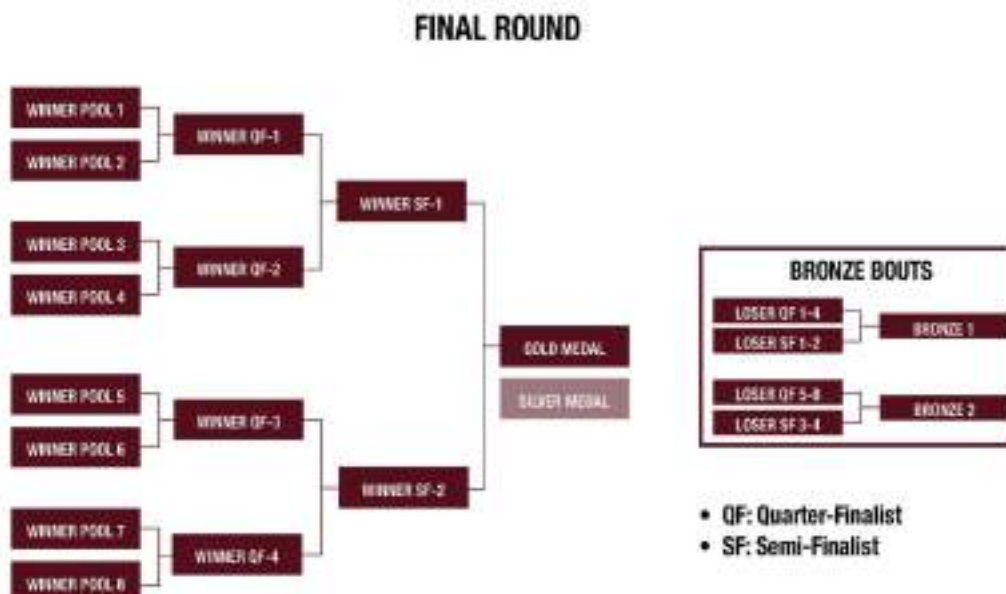 FINAL ROUND
WINNER POOL 1
WINNER POOL 2
WINNER QF-1
WINNER POOL 3
WINNER POOL 4
WINNER QF-2
WINNER SF-1
WINNER POOL 5
WINNER POOL 6
WINNER QF-3
WINNER POOL 7
WINNER POOL 8
WINNER QF-4
WINNER SF-2
GOLD MEDAL
SILVER MEDAL
BRONZE BOUTS
LOSER QF 1-4
LOSER SF 1-2
BRONZE 1
LOSER QF 5-8
LOSER SF 3-4
BRONZE 2
• QF: Quarter-Finalist
• SF: Semi-Finalist